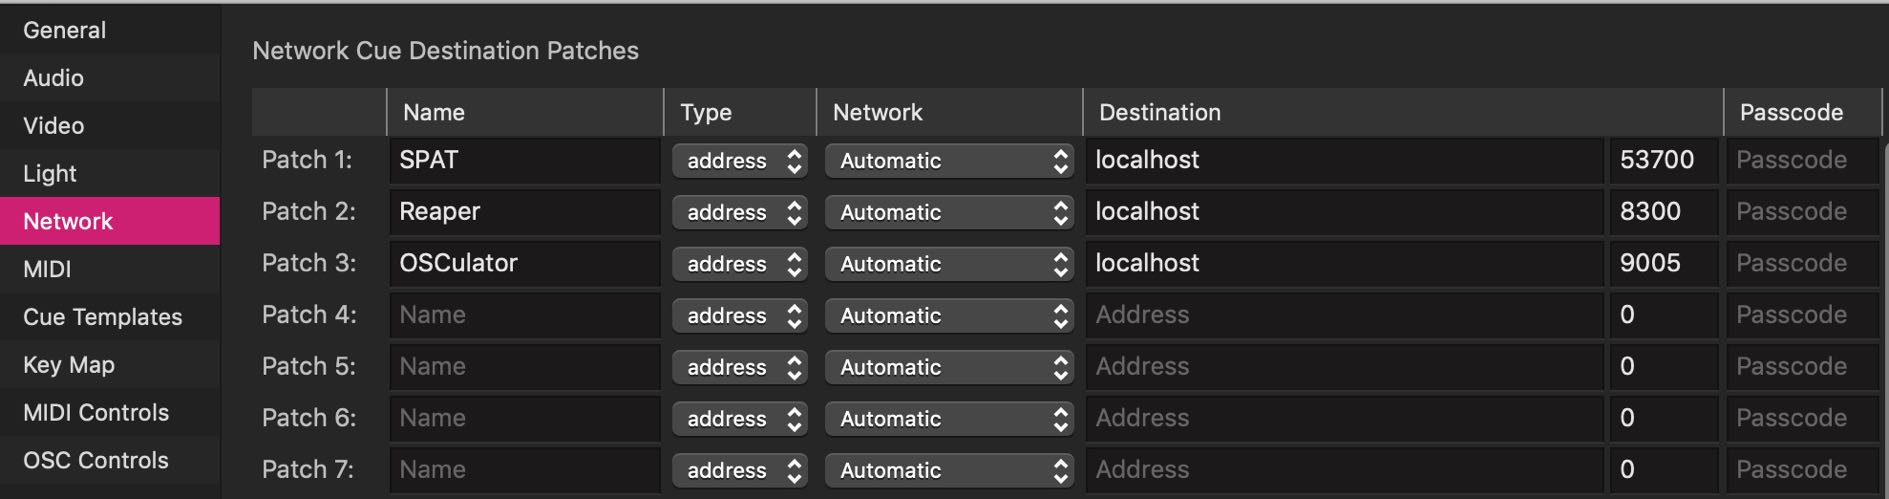 General
Audio
Video
Light
Network
MIDI
Cue Templates
Key Map
MIDI Controls
OSC Controls
Network Cue Destination Patches
Name Type Network Destination Passcode
Patch 1: SPAT address Automatic localhost 53700 Passcode
Patch 2: Reaper address Automatic localhost 8300 Passcode
Patch 3: OSCulator address Automatic localhost 9005 Passcode
Patch 4: Name address Automatic Address 0 Passcode
Patch 5: Name address Automatic Address 0 Passcode
Patch 6: Name address Automatic Address 0 Passcode
Patch 7: Name address Automatic Address 0 Passcode